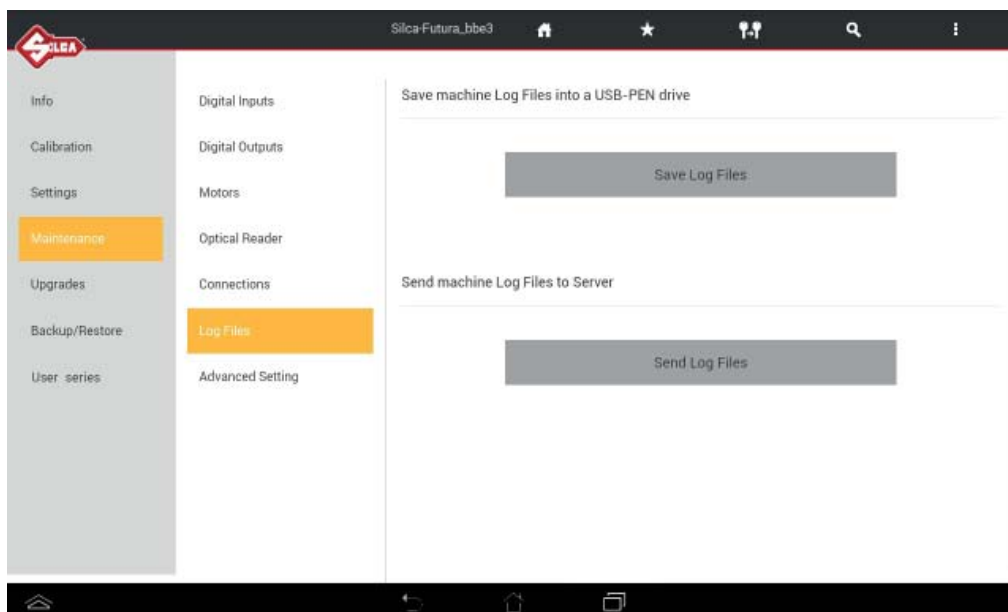 SILCA
Silca-Futura_bbe3
Info
Calibration
Settings
Maintenance
Upgrades
Backup/Restore
User series
Digital Inputs
Digital Outputs
Motors
Optical Reader
Connections
Log Files
Advanced Setting
Save machine Log Files into a USB-PEN drive
Save Log Files
Send machine Log Files to Server
Send Log Files